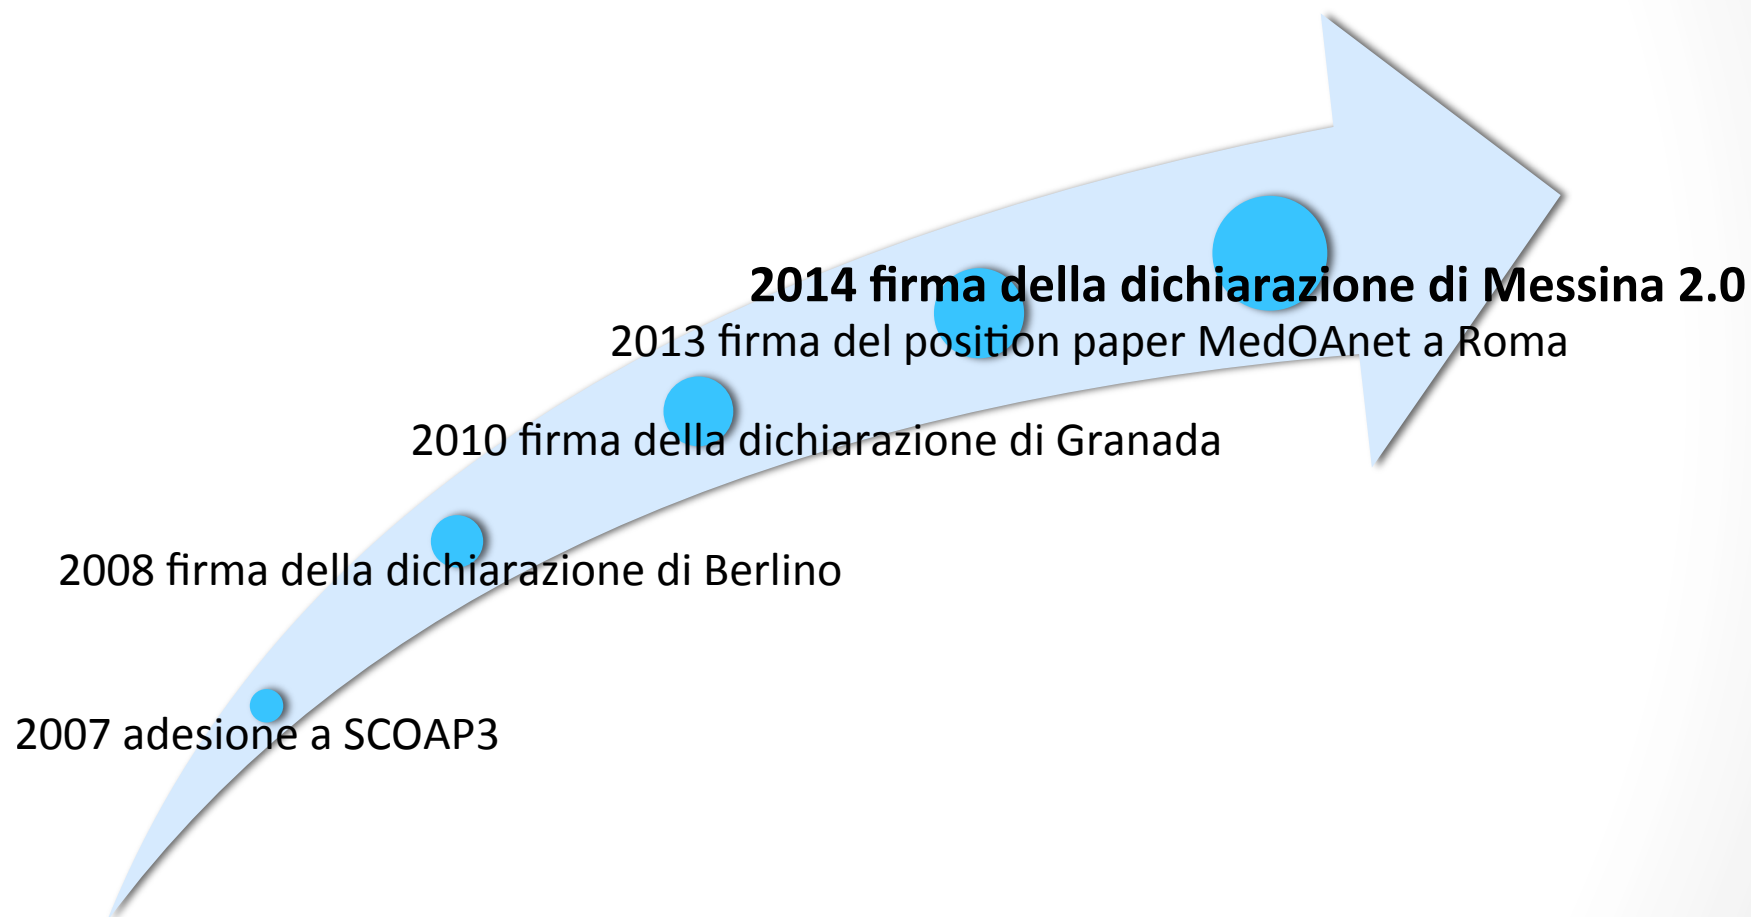 2014 firma della dichiarazione di Messina 2.0
2013 firma del position paper MedOAnet a Roma
2010 firma della dichiarazione di Granada
2008 firma della dichiarazione di Berlino
2007 adesione a SCOAP3